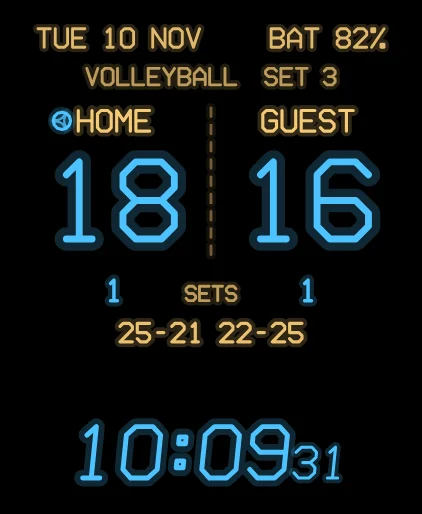 TUE 10 NOV BAT 82%
VOLLEYBALL SET 3
HOME GUEST
18 16
1 SETS 1
25-21 22-25
10:09 31